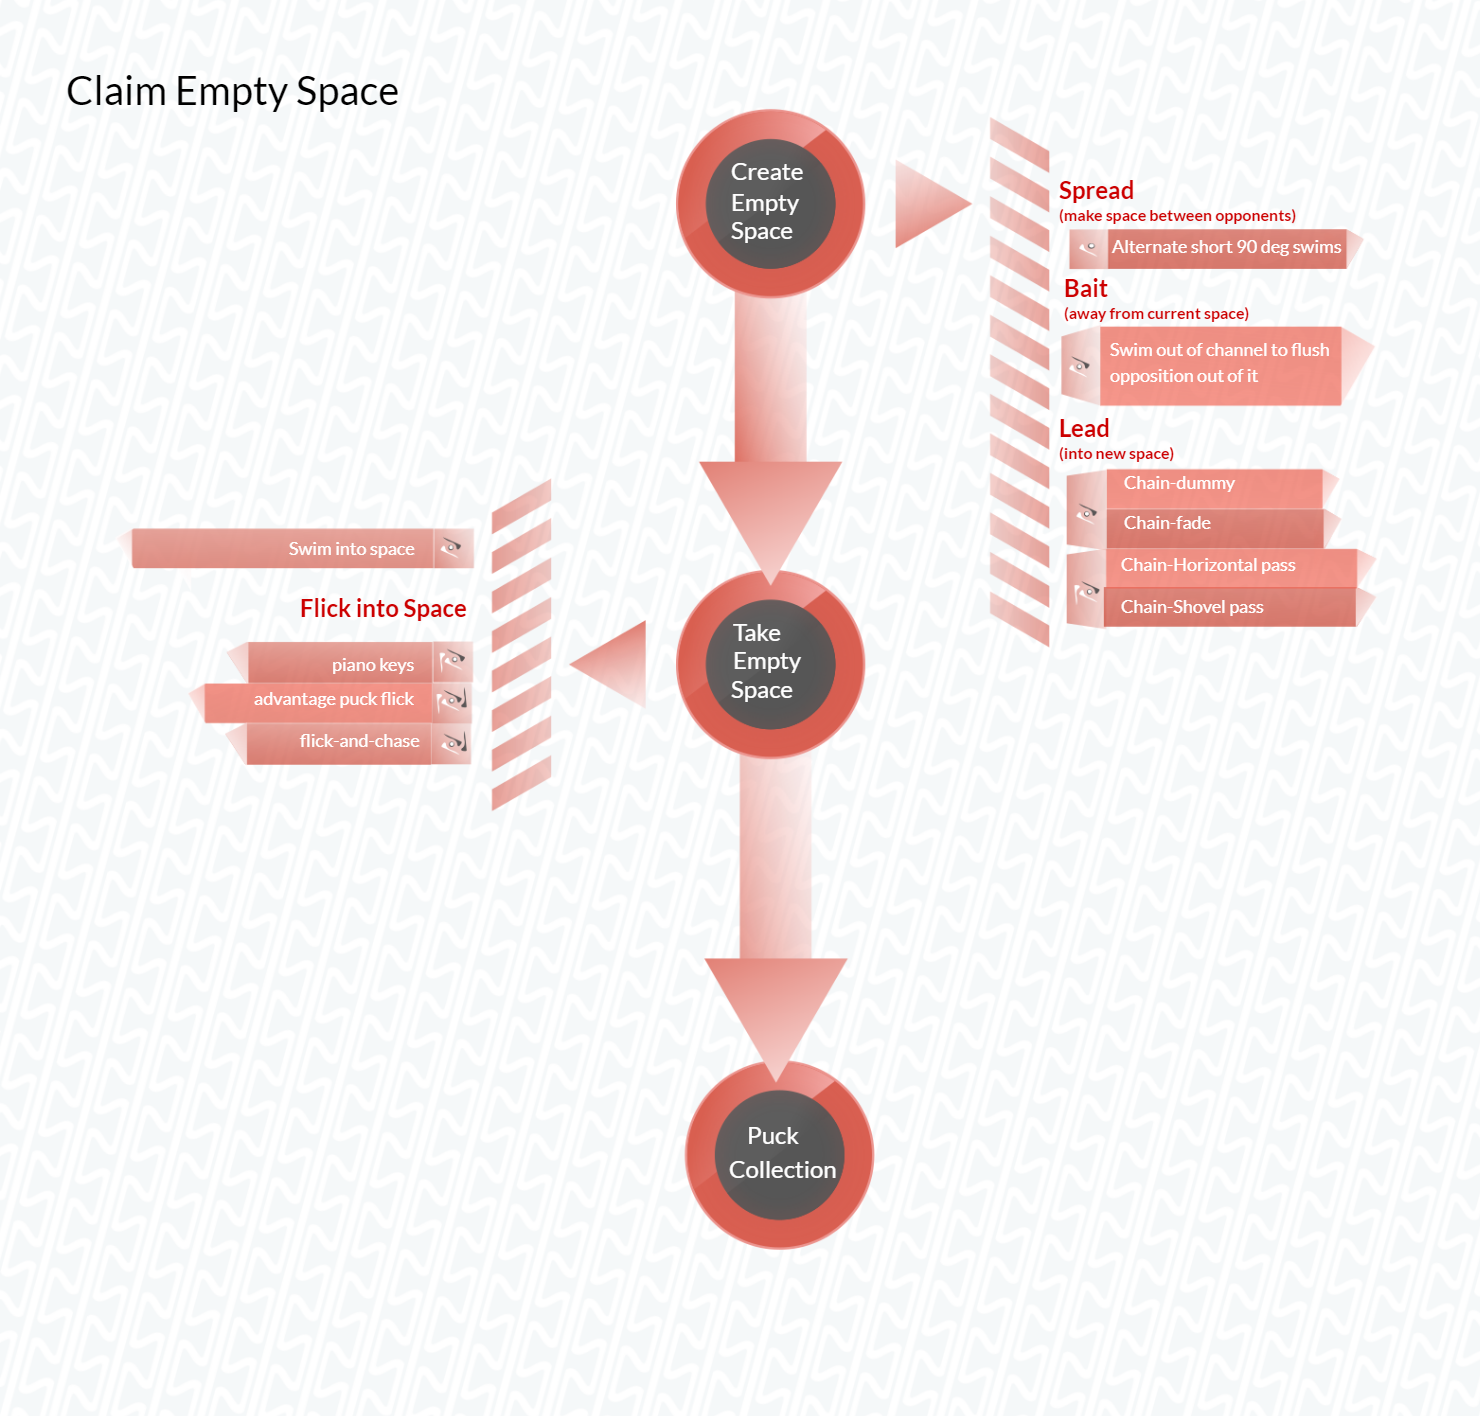 Claim Empty Space
Create
Empty
Space
Spread
(make space between opponents)
Alternate short 90 deg swims
Bait
(away from current space)
Swim out of channel to flush
opposition out of it
Lead
(into new space)
Chain-dummy
Chain-fade
Chain-Horizontal pass
Chain-Shovel pass
Take
Empty
Space
Swim into space
Flick into Space
piano keys
advantage puck flick
flick-and-chase
Puck
Collection